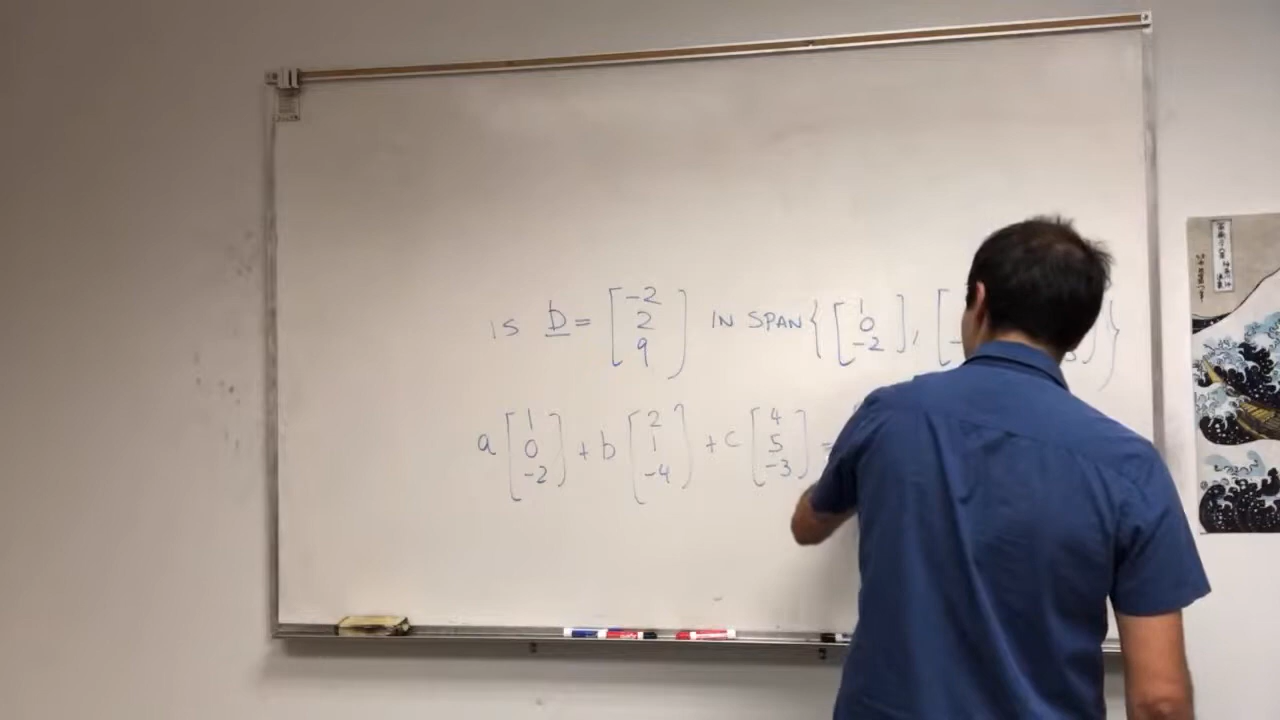 IS b = [-2 2 9] IN SPAN { [1 0 -2], [
a [1 0 -2] + b [2 1 -4] + c [4 5 -3] =